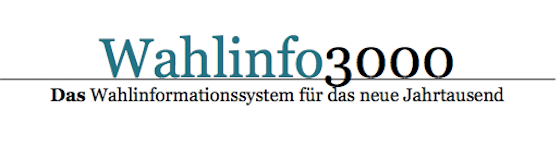 Wahlinfo3000
Das Wahlinformationssystem für das neue Jahrtausend